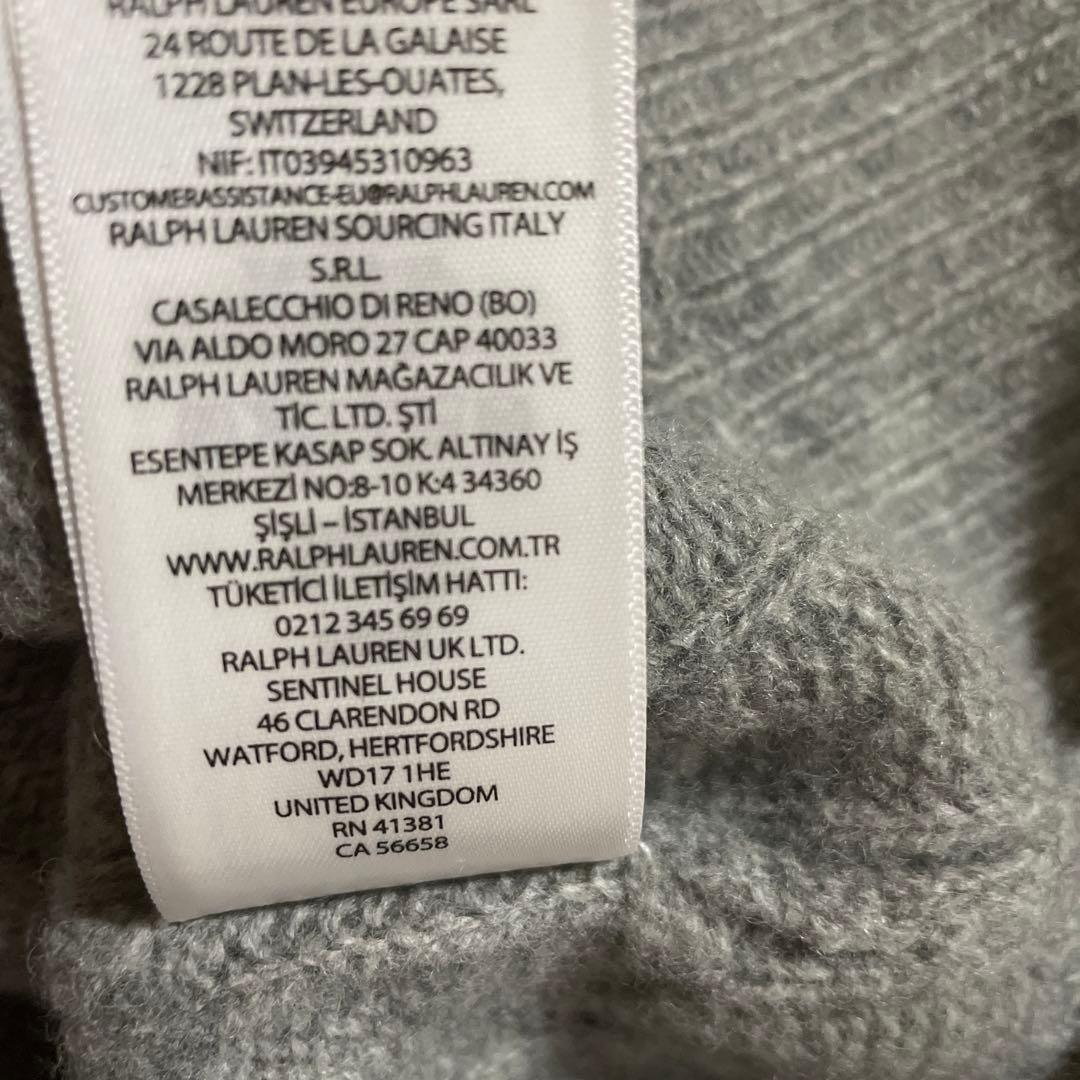 RALPH LAUREN EUROPE SARL
24 ROUTE DE LA GALAISE
1228 PLAN-LES-OUATES,
SWITZERLAND
NIF: IT03945310963
CUSTOMERASSISTANCE-EU@RALPHLAUREN.COM
RALPH LAUREN SOURCING ITALY
S.R.L.
CASALECCHIO DI RENO (BO)
VIA ALDO MORO 27 CAP 40033
RALPH LAUREN MAĞAZACILIK VE
TİC. LTD. ŞTİ
ESENTEPE KASAP SOK. ALTINAY İŞ
MERKEZİ NO:8-10 K:4 34360
ŞİŞLİ – İSTANBUL
WWW.RALPHLAUREN.COM.TR
TÜKETİCİ İLETİŞİM HATTI:
0212 345 69 69
RALPH LAUREN UK LTD.
SENTINEL HOUSE
46 CLARENDON RD
WATFORD, HERTFORDSHIRE
WD17 1HE
UNITED KINGDOM
RN 41381
CA 56658